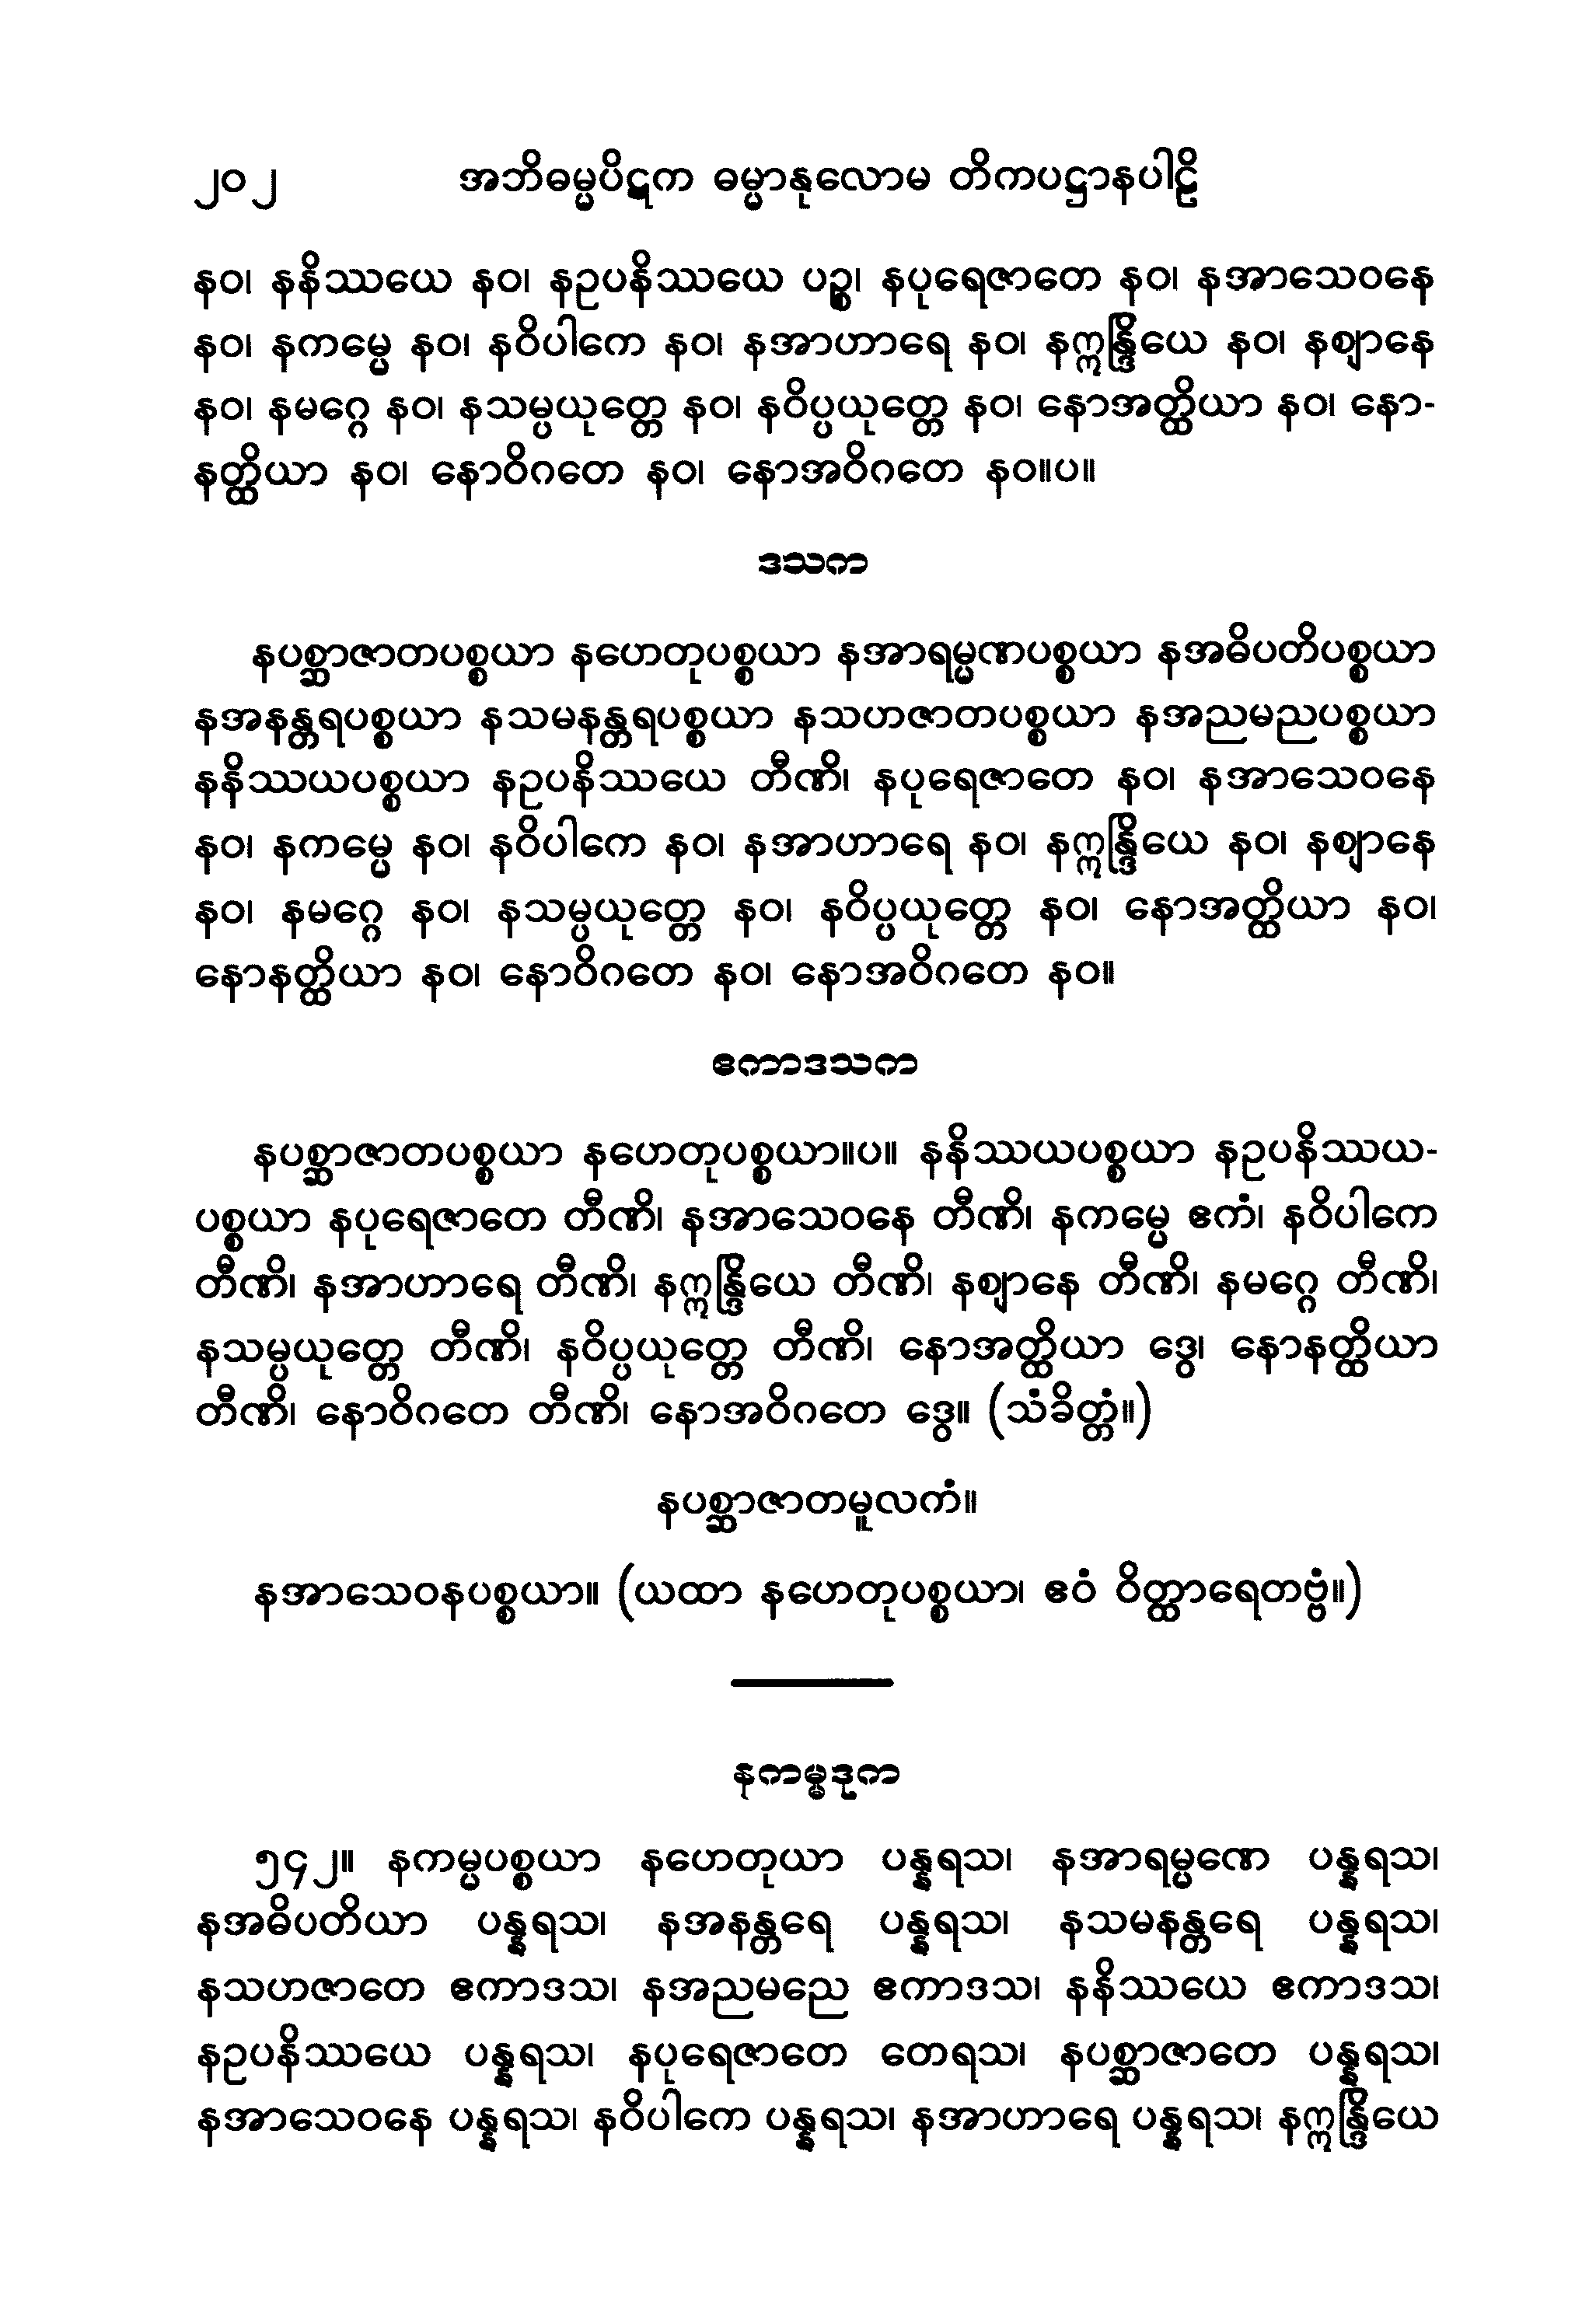 ၂၀၂ အဘိဓမ္မပိဋက ဓမ္မာနုလောမ တိကပဋ္ဌာနပါဠိ
နဝ၊ နနိဿယေ နဝ၊ နဥပနိဿယေ ပဉ္စ၊ နပုရေဇာတေ နဝ၊ နအာသေဝနေ
နဝ၊ နကမ္မေ နဝ၊ နဝိပါကေ နဝ၊ နအာဟာရေ နဝ၊ နဣန္ဒြိယေ နဝ၊ နဈာနေ
နဝ၊ နမဂ္ဂေ နဝ၊ နသမ္ပယုတ္တေ နဝ၊ နဝိပ္ပယုတ္တေ နဝ၊ နောအတ္ထိယာ နဝ၊ နော-
နတ္ထိယာ နဝ၊ နောဝိဂတေ နဝ၊ နောအဝိဂတေ နဝ။ပ။
ဒသက
နပစ္ဆာဇာတပစ္စယာ နဟေတုပစ္စယာ နအာရမ္မဏပစ္စယာ နအဓိပတိပစ္စယာ
နအနန္တရပစ္စယာ နသမနန္တရပစ္စယာ နသဟဇာတပစ္စယာ နအညမညပစ္စယာ
နနိဿယပစ္စယာ နဥပနိဿယေ တီဏိ၊ နပုရေဇာတေ နဝ၊ နအာသေဝနေ
နဝ၊ နကမ္မေ နဝ၊ နဝိပါကေ နဝ၊ နအာဟာရေ နဝ၊ နဣန္ဒြိယေ နဝ၊ နဈာနေ
နဝ၊ နမဂ္ဂေ နဝ၊ နသမ္ပယုတ္တေ နဝ၊ နဝိပ္ပယုတ္တေ နဝ၊ နောအတ္ထိယာ နဝ၊
နောနတ္ထိယာ နဝ၊ နောဝိဂတေ နဝ၊ နောအဝိဂတေ နဝ။
ဧကာဒသက
နပစ္ဆာဇာတပစ္စယာ နဟေတုပစ္စယာ။ပ။ နနိဿယပစ္စယာ နဥပနိဿယ-
ပစ္စယာ နပုရေဇာတေ တီဏိ၊ နအာသေဝနေ တီဏိ၊ နကမ္မေ ဧကံ၊ နဝိပါကေ
တီဏိ၊ နအာဟာရေ တီဏိ၊ နဣန္ဒြိယေ တီဏိ၊ နဈာနေ တီဏိ၊ နမဂ္ဂေ တီဏိ၊
နသမ္ပယုတ္တေ တီဏိ၊ နဝိပ္ပယုတ္တေ တီဏိ၊ နောအတ္ထိယာ ဒွေ၊ နောနတ္ထိယာ
တီဏိ၊ နောဝိဂတေ တီဏိ၊ နောအဝိဂတေ ဒွေ။ (သံခိတ္တံ။)
နပစ္ဆာဇာတမူလကံ။
နအာသေဝနပစ္စယာ။ (ယထာ နဟေတုပစ္စယာ၊ ဧဝံ ဝိတ္ထာရေတဗ္ဗံ။)
နကမ္မဒုက
၅၄၂။ နကမ္မပစ္စယာ နဟေတုယာ ပန္နရသ၊ နအာရမ္မဏေ ပန္နရသ၊
နအဓိပတိယာ ပန္နရသ၊ နအနန္တရေ ပန္နရသ၊ နသမနန္တရေ ပန္နရသ၊
နသဟဇာတေ ဧကာဒသ၊ နအညမညေ ဧကာဒသ၊ နနိဿယေ ဧကာဒသ၊
နဥပနိဿယေ ပန္နရသ၊ နပုရေဇာတေ တေရသ၊ နပစ္ဆာဇာတေ ပန္နရသ၊
နအာသေဝနေ ပန္နရသ၊ နဝိပါကေ ပန္နရသ၊ နအာဟာရေ ပန္နရသ၊ နဣန္ဒြိယေ